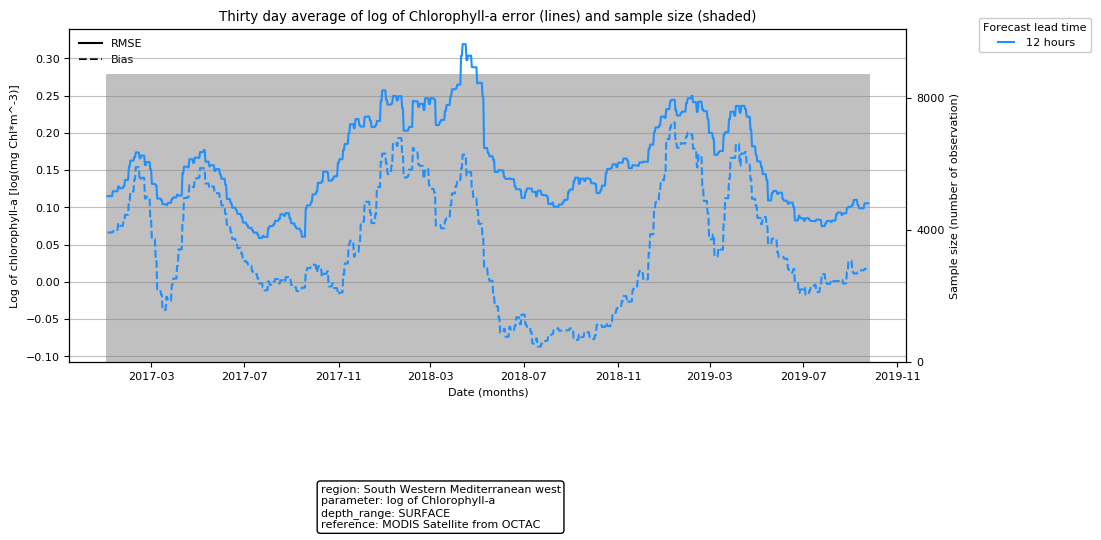 Thirty day average of log of Chlorophyll-a error (lines) and sample size (shaded)
Forecast lead time
12 hours
RMSE
Bias
0.30
0.25
0.20
0.15
0.10
0.05
0.00
−0.05
−0.10
Log of chlorophyll-a [log(mg Chl*m^-3)]
8000
4000
0
Sample size (number of observation)
2017-03
2017-07
2017-11
2018-03
2018-07
2018-11
2019-03
2019-07
2019-11
Date (months)
region: South Western Mediterranean west
parameter: log of Chlorophyll-a
depth_range: SURFACE
reference: MODIS Satellite from OCTAC